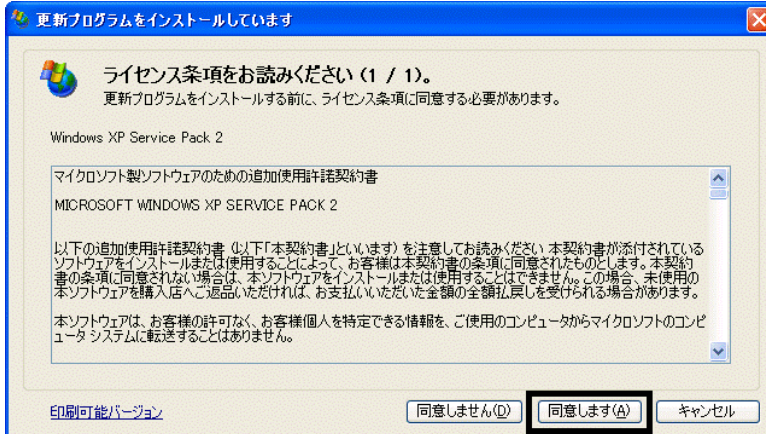 更新プログラムをインストールしています
ライセンス条項をお読みください (1 / 1)。
更新プログラムをインストールする前に、ライセンス条項に同意する必要があります。
Windows XP Service Pack 2
マイクロソフト製ソフトウェアのための追加使用許諾契約書
MICROSOFT WINDOWS XP SERVICE PACK 2
以下の追加使用許諾契約書 (以下「本契約書」といいます) を注意してお読みください 本契約書が添付されている
ソフトウェアをインストールまたは使用することによって、お客様は本契約書の条項に同意されたものとします。本契約
書の条項に同意されない場合は、本ソフトウェアをインストールまたは使用することはできません。この場合、未使用の
本ソフトウェアを購入店へご返品いただければ、お支払いいただいた金額の全額払戻しを受けられる場合があります。
本ソフトウェアは、お客様の許可なく、お客様個人を特定できる情報を、ご使用のコンピュータからマイクロソフトのコンピ
ュータ システムに転送することはありません。
印刷可能バージョン
同意しません(D)
同意します(A)
キャンセル